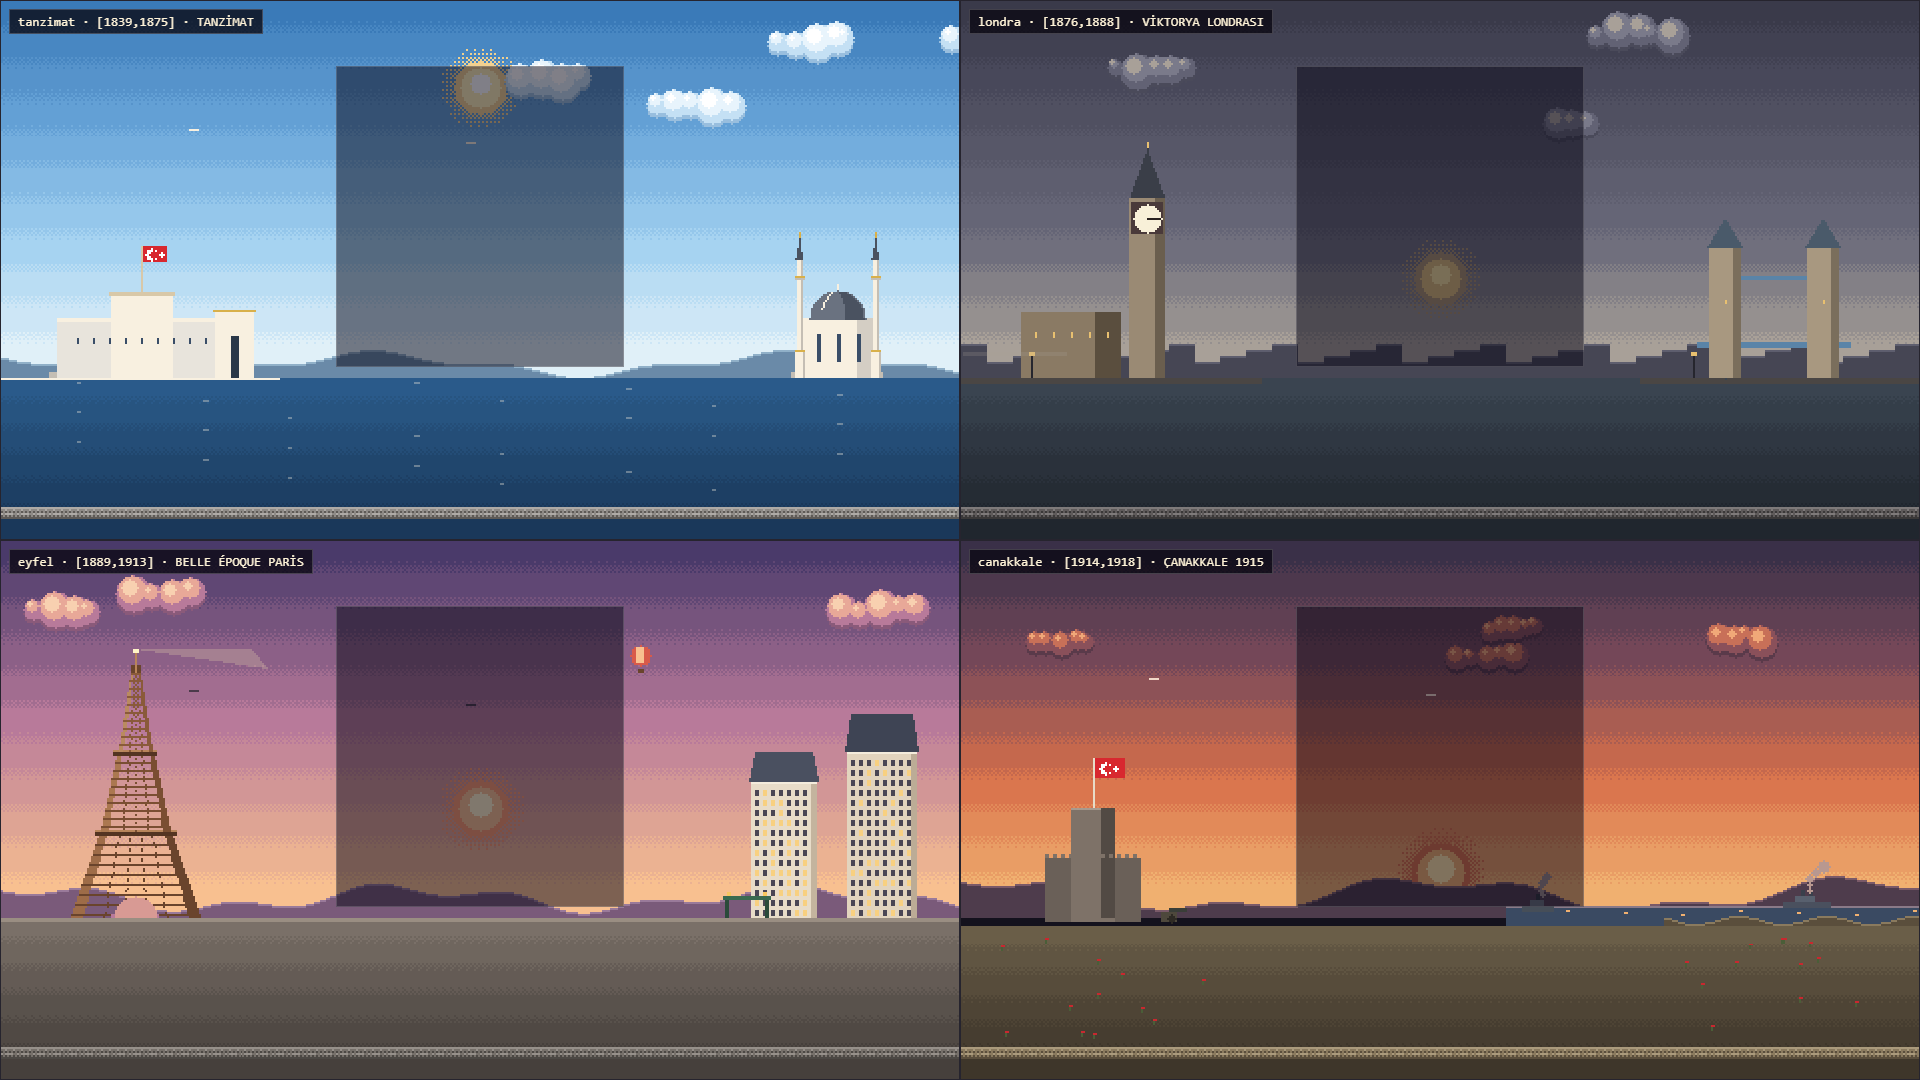 tanzimat · [1839,1875] · TANZİMAT
londra · [1876,1888] · VİKTORYA LONDRASI
eyfel · [1889,1913] · BELLE ÉPOQUE PARİS
canakkale · [1914,1918] · ÇANAKKALE 1915